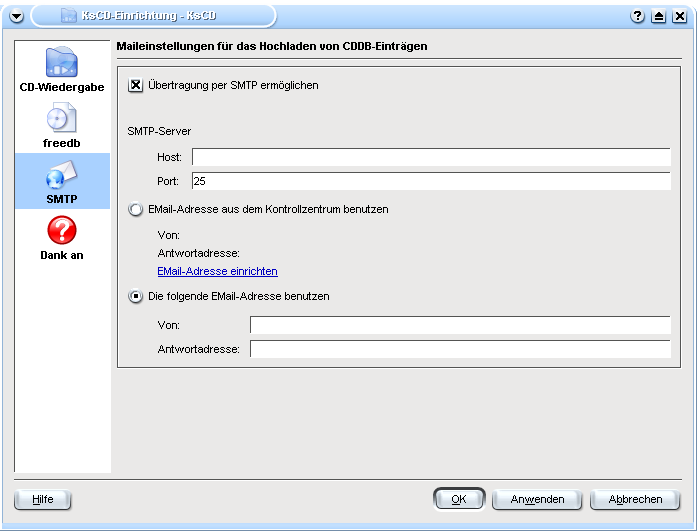 KsCD-Einrichtung - KsCD
CD-Wiedergabe
freedb
SMTP
Dank an
Maileinstellungen für das Hochladen von CDDB-Einträgen
Übertragung per SMTP ermöglichen
SMTP-Server
Host:
Port: 25
EMail-Adresse aus dem Kontrollzentrum benutzen
Von:
Antwortadresse:
EMail-Adresse einrichten
Die folgende EMail-Adresse benutzen
Von:
Antwortadresse:
Hilfe
OK
Anwenden
Abbrechen